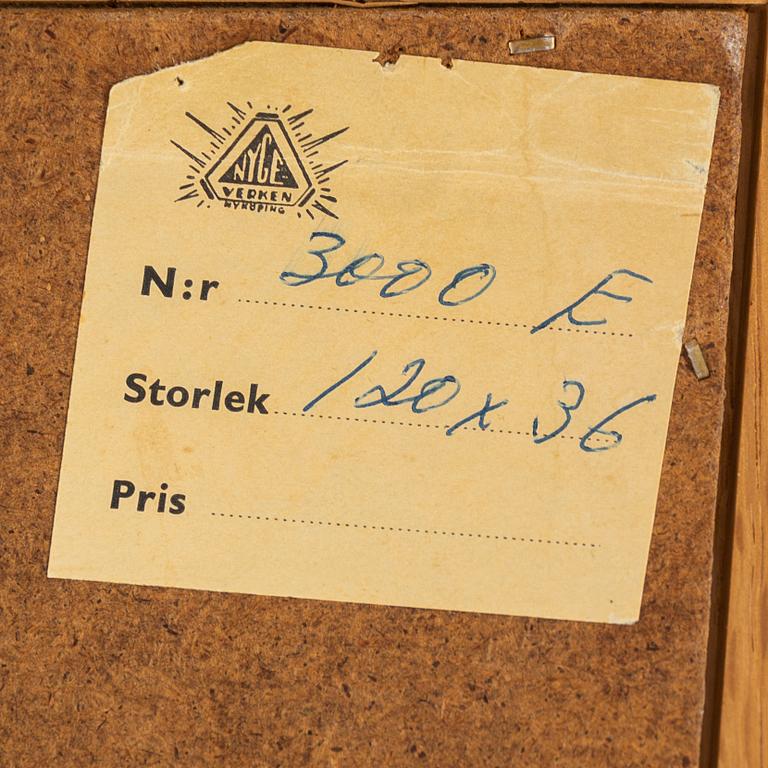 NYGE
VERKEN
NYKÖPING
N:r 3000 E
Storlek 120 x 36
Pris